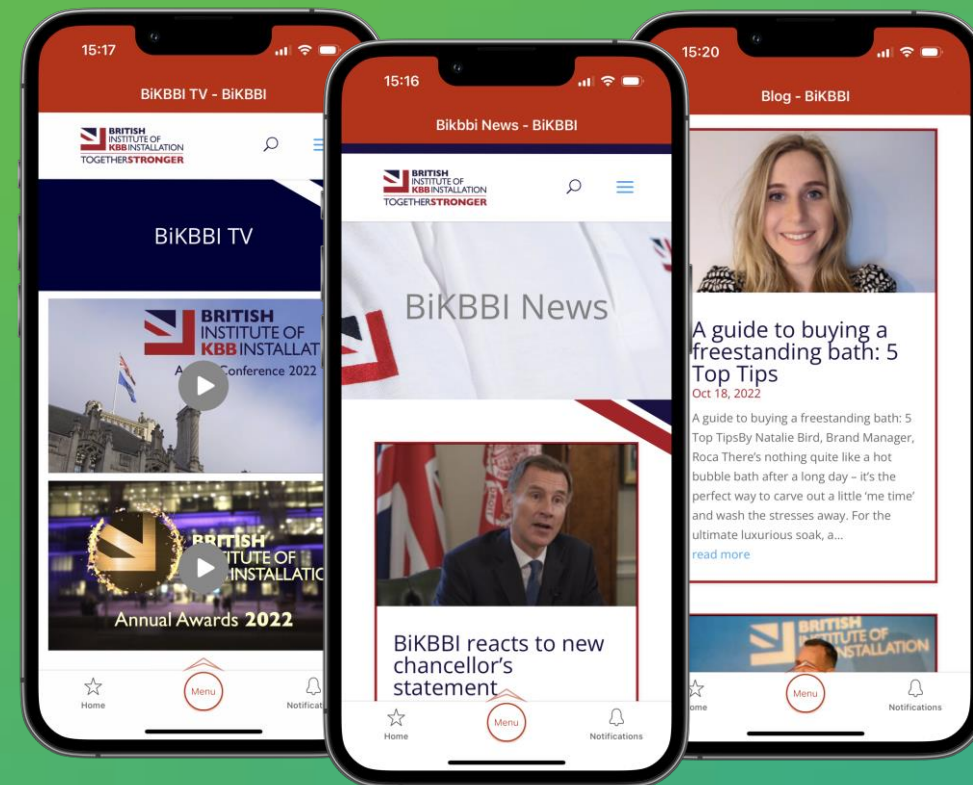 15:17
BiKBBI TV - BiKBBI
BRITISH
INSTITUTE OF
KBB INSTALLATION
TOGETHERSTRONGER
BiKBBI TV
BRITISH
INSTITUTE OF
KBB INSTALLAT
Conference 2022
BRITISH
TITUTE OF
INSTALLATIO
Annual Awards 2022
Home
Menu
Notificat
15:16
Bikbbi News - BiKBBI
BRITISH
INSTITUTE OF
KBB INSTALLATION
TOGETHERSTRONGER
BiKBBI News
BiKBBI reacts to new
chancellor's
statement
Home
Menu
Notifications
15:20
Blog - BiKBBI
A guide to buying a
freestanding bath: 5
Top Tips
Oct 18, 2022
A guide to buying a freestanding bath: 5
Top TipsBy Natalie Bird, Brand Manager,
Roca There's nothing quite like a hot
bubble bath after a long day – it's the
perfect way to carve out a little 'me time'
and wash the stresses away. For the
ultimate luxurious soak, a...
read more
BRITISH
INSTITUTE OF
INSTALLATION
ome
Menu
Notifications